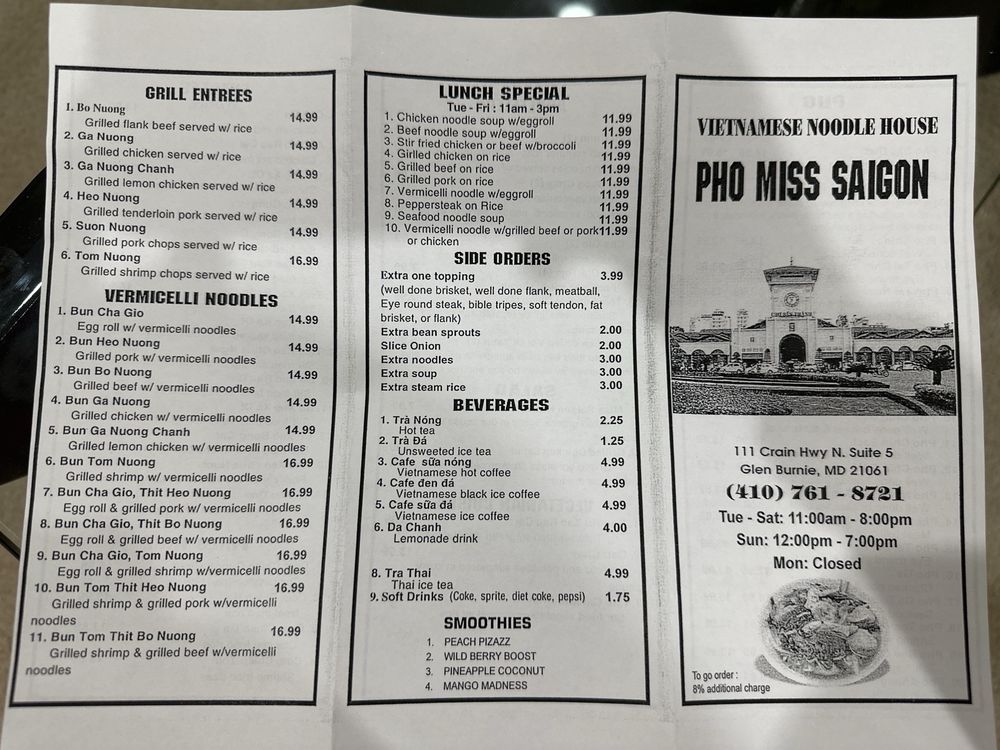 GRILL ENTREES
1. Bo Nuong 14.99
Grilled flank beef served w/ rice
2. Ga Nuong 14.99
Grilled chicken served w/ rice
3. Ga Nuong Chanh 14.99
Grilled lemon chicken served w/ rice
4. Heo Nuong 14.99
Grilled tenderloin pork served w/ rice
5. Suon Nuong 14.99
Grilled pork chops served w/ rice
6. Tom Nuong 16.99
Grilled shrimp chops served w/ rice
VERMICELLI NOODLES
1. Bun Cha Gio 14.99
Egg roll w/ vermicelli noodles
2. Bun Heo Nuong 14.99
Grilled pork w/ vermicelli noodles
3. Bun Bo Nuong 14.99
Grilled beef w/ vermicelli noodles
4. Bun Ga Nuong 14.99
Grilled chicken w/ vermicelli noodles
5. Bun Ga Nuong Chanh 14.99
Grilled lemon chicken w/ vermicelli noodles
6. Bun Tom Nuong 16.99
Grilled shrimp w/ vermicelli noodles
7. Bun Cha Gio, Thit Heo Nuong 16.99
Egg roll & grilled pork w/ vermicelli noodles
8. Bun Cha Gio, Thit Bo Nuong 16.99
Egg roll & grilled beef w/ vermicelli noodles
9. Bun Cha Gio, Tom Nuong 16.99
Egg roll & grilled shrimp w/vermicelli noodles
10. Bun Tom Thit Heo Nuong 16.99
Grilled shrimp & grilled pork w/vermicelli
noodles
11. Bun Tom Thit Bo Nuong 16.99
Grilled shrimp & grilled beef w/vermicelli
noodles
LUNCH SPECIAL
Tue - Fri : 11am - 3pm
1. Chicken noodle soup w/eggroll 11.99
2. Beef noodle soup w/eggroll 11.99
3. Stir fried chicken or beef w/broccoli 11.99
4. Girlled chicken on rice 11.99
5. Grilled beef on rice 11.99
6. Grilled pork on rice 11.99
7. Vermicelli noodle w/eggroll 11.99
8. Peppersteak on Rice 11.99
9. Seafood noodle soup 11.99
10. Vermicelli noodle w/grilled beef or pork 11.99
or chicken
SIDE ORDERS
Extra one topping 3.99
(well done brisket, well done flank, meatball,
Eye round steak, bible tripes, soft tendon, fat
brisket, or flank)
Extra bean sprouts 2.00
Slice Onion 2.00
Extra noodles 3.00
Extra soup 3.00
Extra steam rice 3.00
BEVERAGES
1. Trà Nóng 2.25
Hot tea
2. Trà Đá 1.25
Unsweeted ice tea
3. Cafe sữa nóng 4.99
Vietnamese hot coffee
4. Cafe đen đá 4.99
Vietnamese black ice coffee
5. Cafe sữa đá 4.99
Vietnamese ice coffee
6. Da Chanh 4.00
Lemonade drink
8. Tra Thai 4.99
Thai ice tea
9. Soft Drinks (Coke, sprite, diet coke, pepsi) 1.75
SMOOTHIES
1. PEACH PIZAZZ
2. WILD BERRY BOOST
3. PINEAPPLE COCONUT
4. MANGO MADNESS
VIETNAMESE NOODLE HOUSE
PHO MISS SAIGON
111 Crain Hwy N. Suite 5
Glen Burnie, MD 21061
(410) 761 - 8721
Tue - Sat: 11:00am - 8:00pm
Sun: 12:00pm - 7:00pm
Mon: Closed
To go order :
8% additional charge